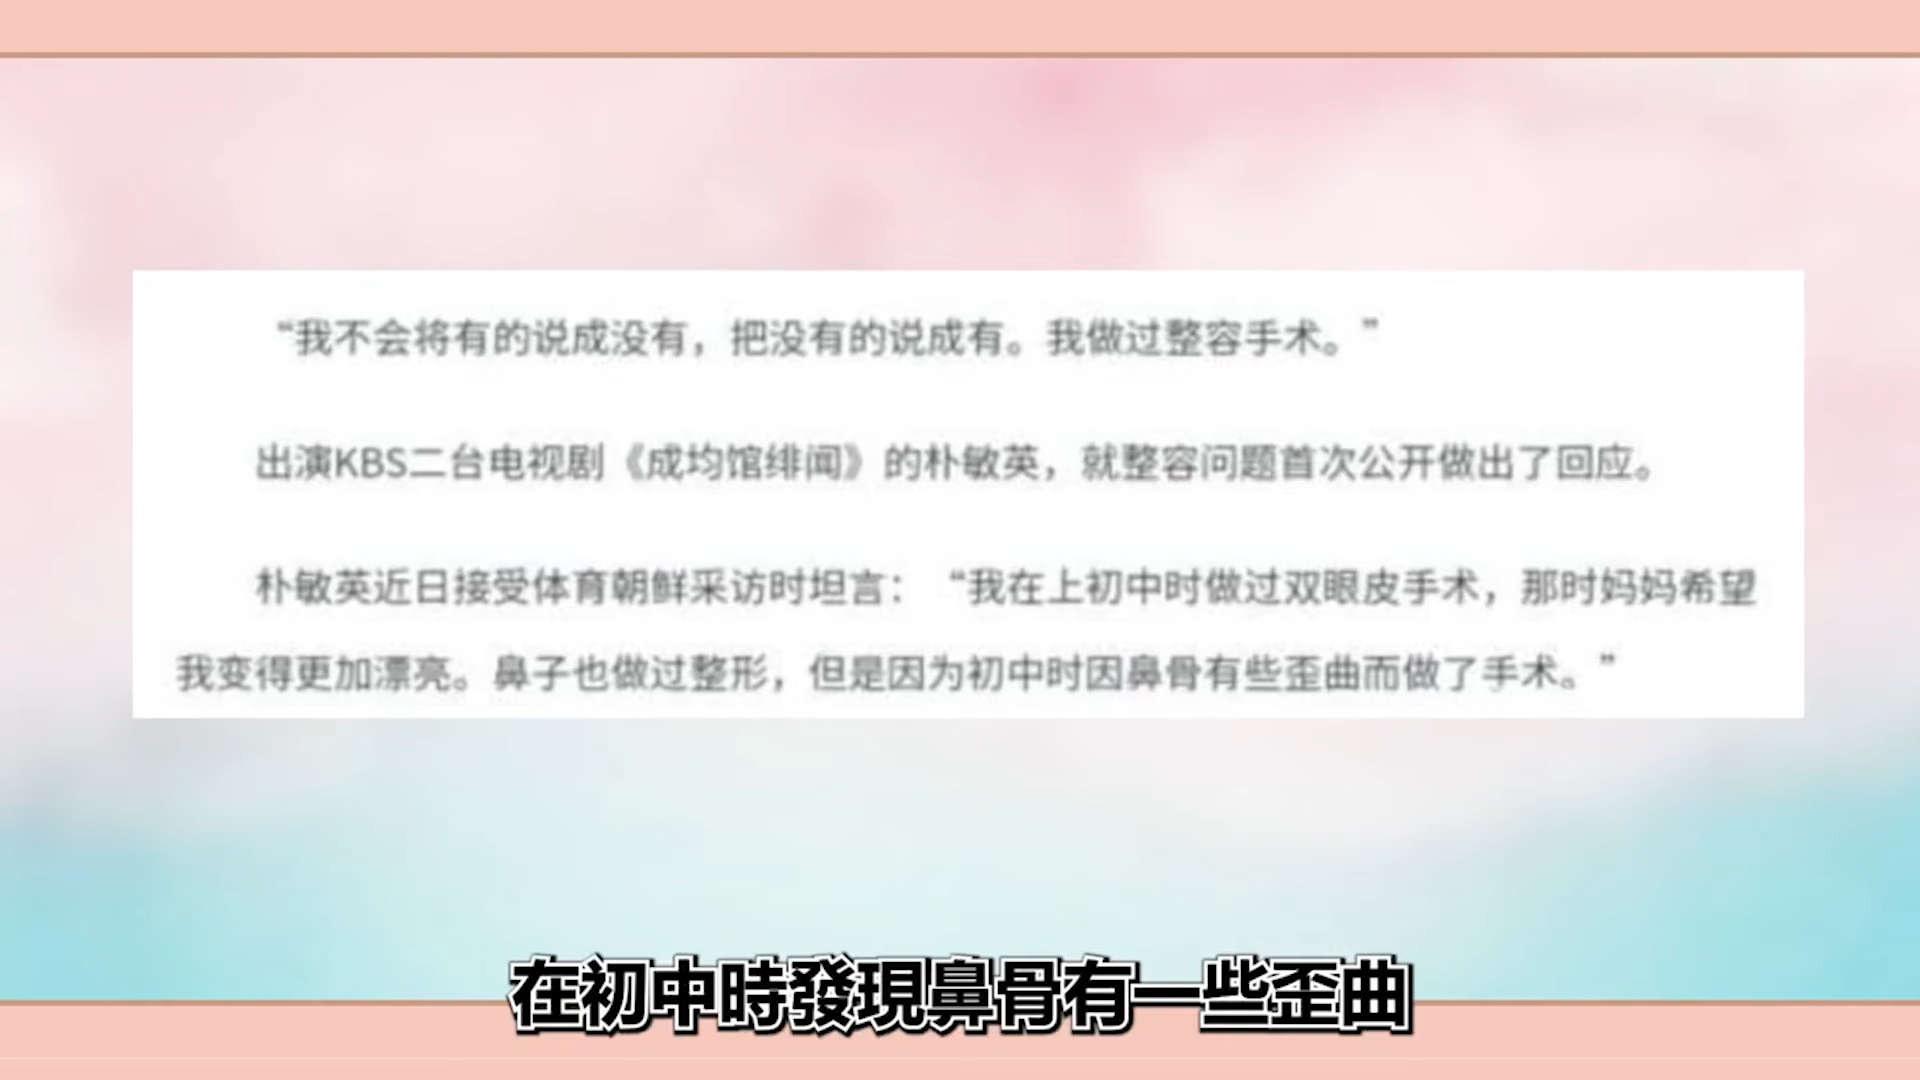 “我不会将有的说成没有，把没有的说成有。我做过整容手术。”
出演KBS二台电视剧《成均馆绯闻》的朴敏英，就整容问题首次公开做出了回应。
朴敏英近日接受体育朝鲜采访时坦言：“我在上初中时做过双眼皮手术，那时妈妈希望
我变得更加漂亮。鼻子也做过整形，但是因为初中时因鼻骨有些歪曲而做了手术。”
在初中時發現鼻骨有一些歪曲